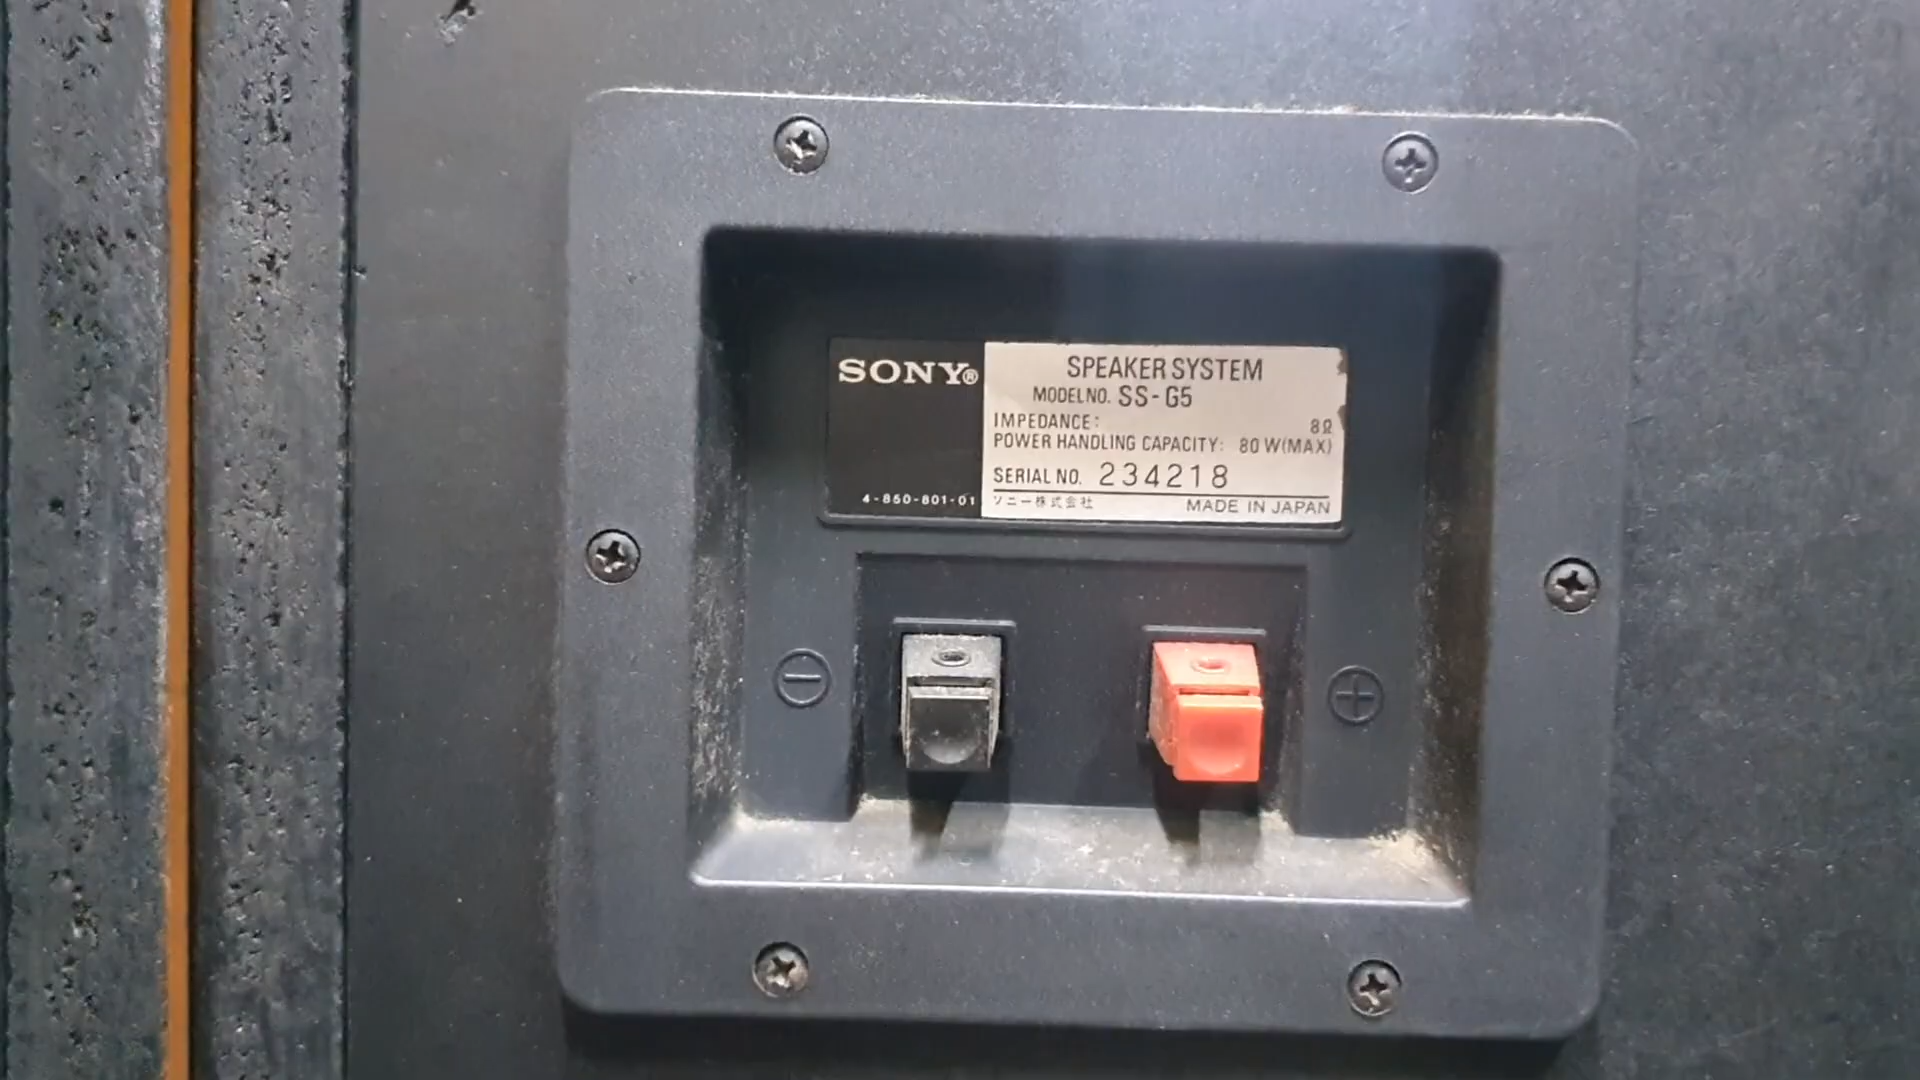 SONY®
SPEAKER SYSTEM
MODEL NO. SS-G5
IMPEDANCE: 8Ω
POWER HANDLING CAPACITY: 80 W(MAX)
SERIAL NO. 234218
4-850-801-01
ソニー株式会社 MADE IN JAPAN
− +